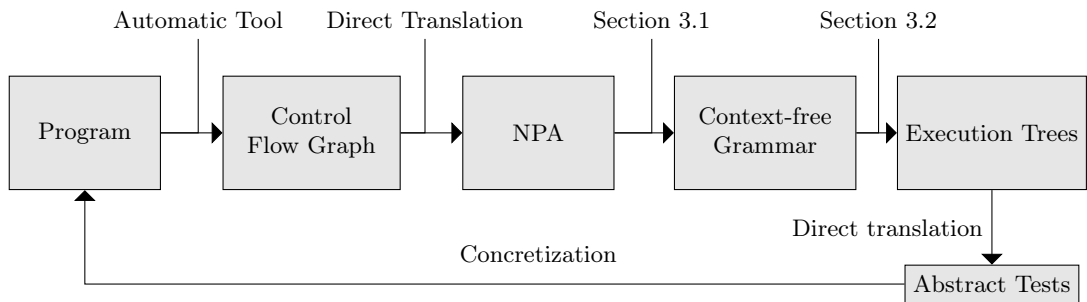 Automatic Tool
Direct Translation
Section 3.1
Section 3.2
Program
Control
Flow Graph
NPA
Context-free
Grammar
Execution Trees
Direct translation
Concretization
Abstract Tests